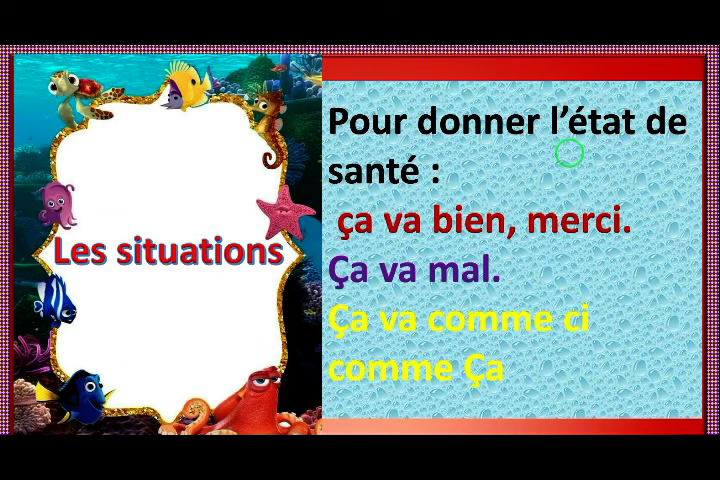 Les situations
Pour donner l’état de
santé :
ça va bien, merci.
Ça va mal.
Ça va comme ci
comme Ça